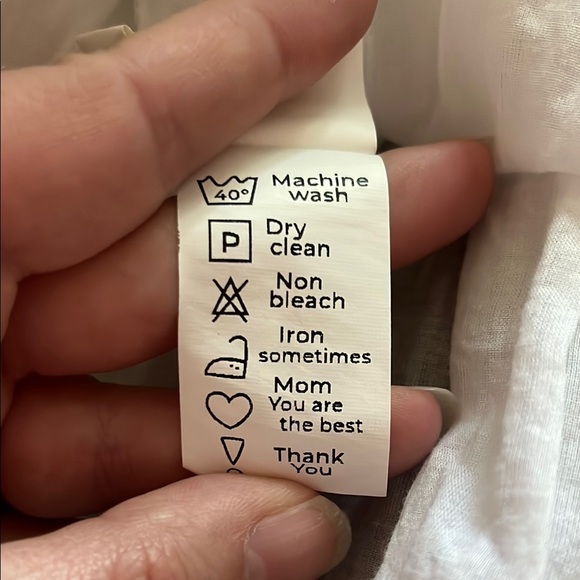 40° Machine
wash
P Dry
clean
Non
bleach
Iron
sometimes
Mom
You are
the best
Thank
You